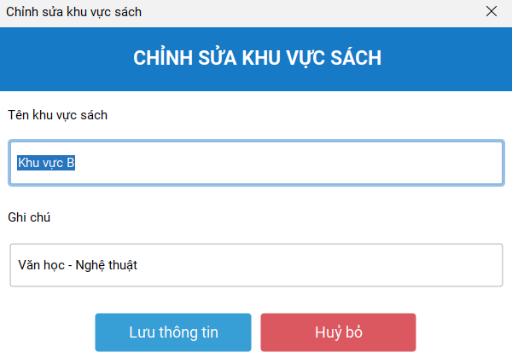 Chỉnh sửa khu vực sách
CHỈNH SỬA KHU VỰC SÁCH
Tên khu vực sách
Khu vực B
Ghi chú
Văn học - Nghệ thuật
Lưu thông tin
Huỷ bỏ